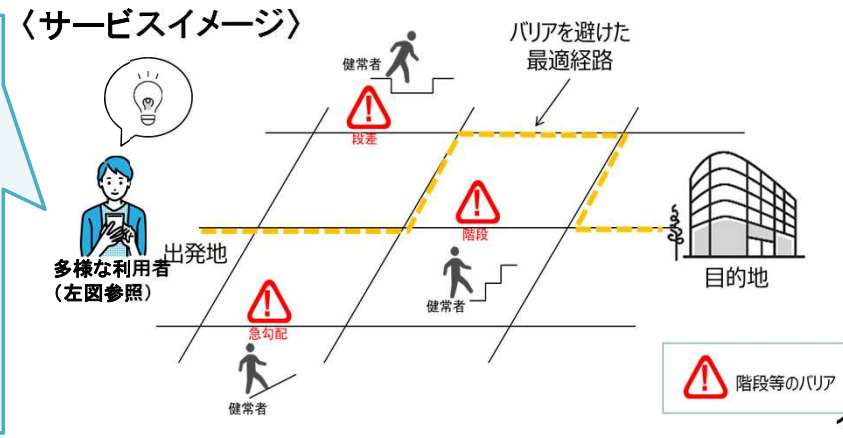 〈サービスイメージ〉
バリアを避けた
最適経路
健常者
段差
出発地
多様な利用者
(左図参照)
階段
健常者
目的地
急勾配
健常者
階段等のバリア